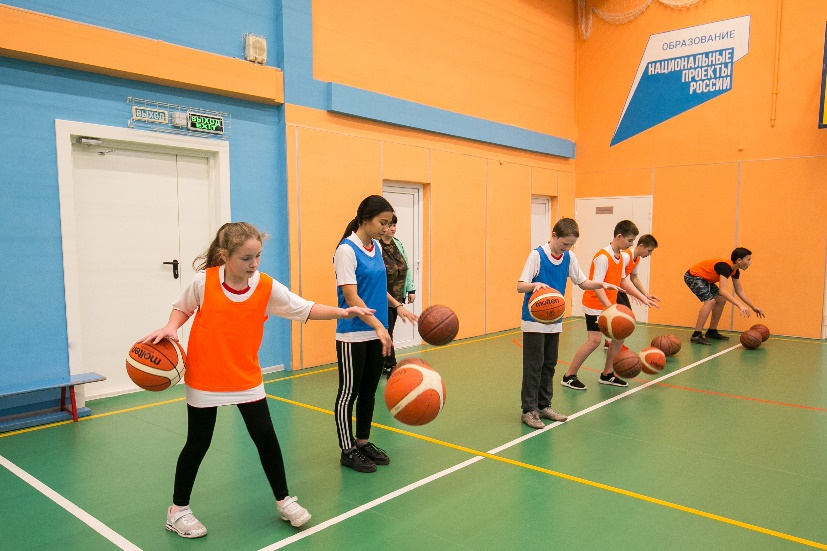 ОБРАЗОВАНИЕ
НАЦИОНАЛЬНЫЕ
ПРОЕКТЫ
РОССИИ
ВЫХОД
ВЫХОД
EXIT
molten
molten